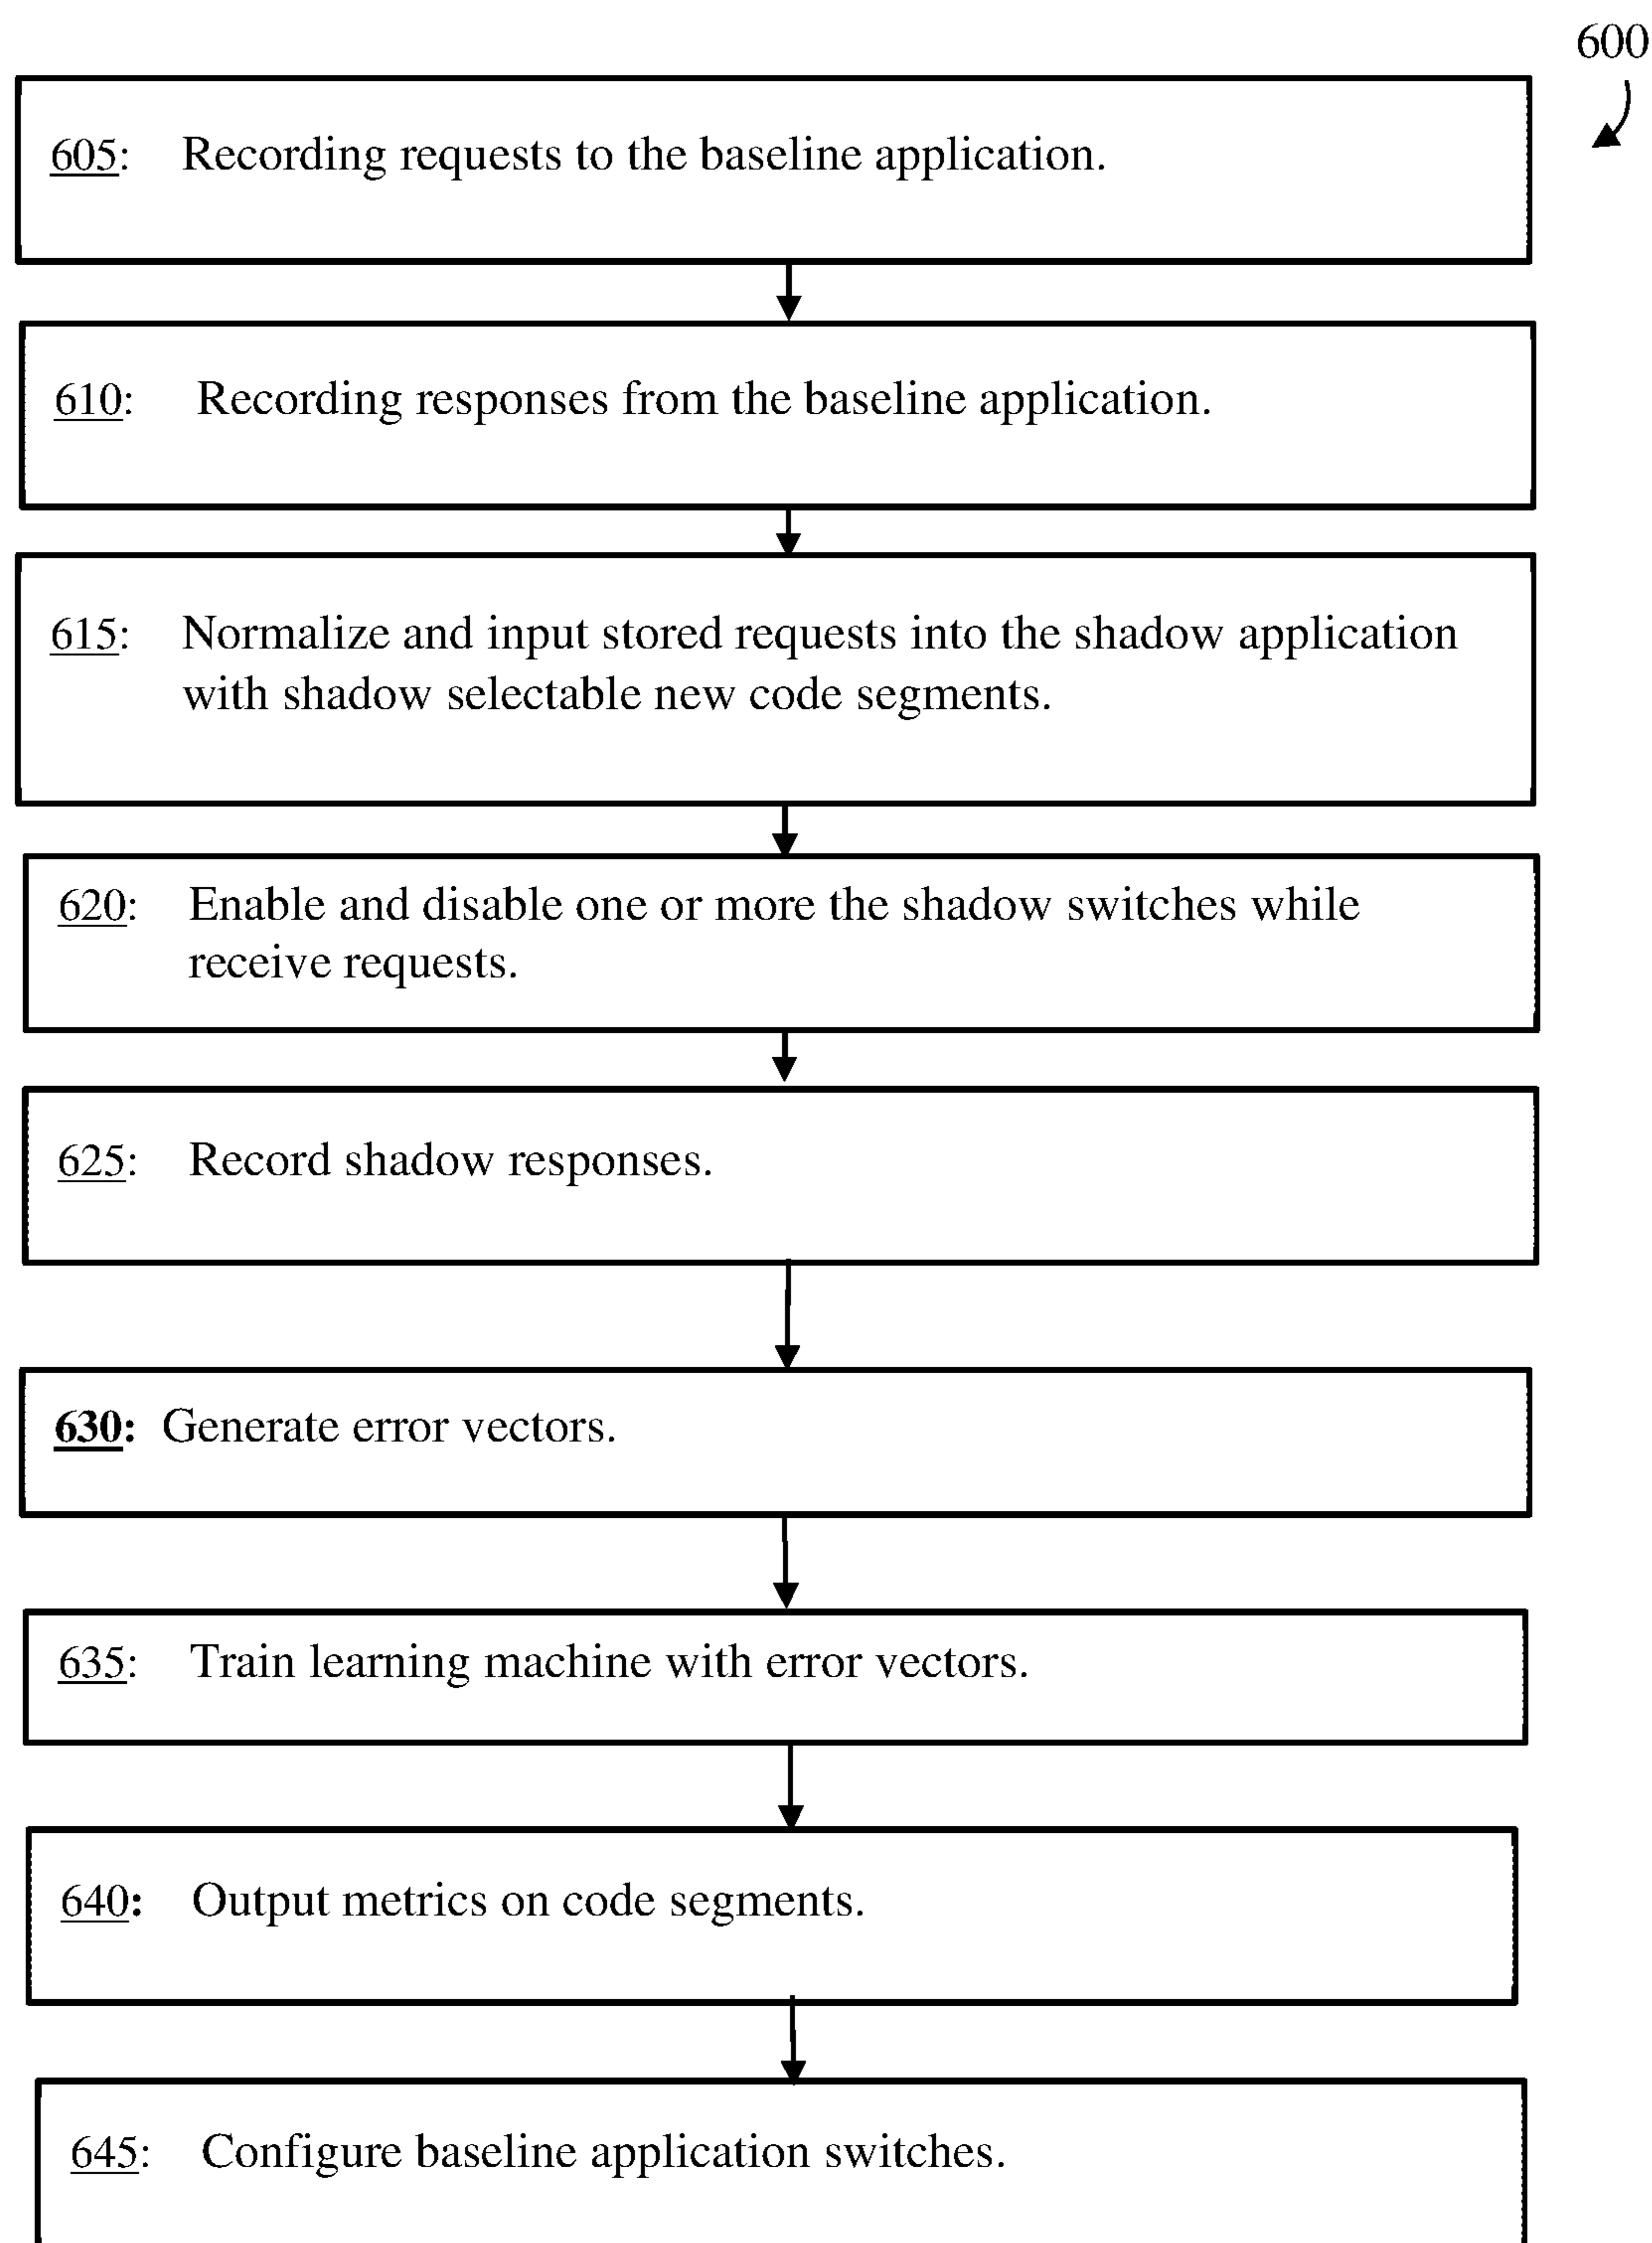 600
605: Recording requests to the baseline application.
610: Recording responses from the baseline application.
615: Normalize and input stored requests into the shadow application
with shadow selectable new code segments.
620: Enable and disable one or more the shadow switches while
receive requests.
625: Record shadow responses.
630: Generate error vectors.
635: Train learning machine with error vectors.
640: Output metrics on code segments.
645: Configure baseline application switches.